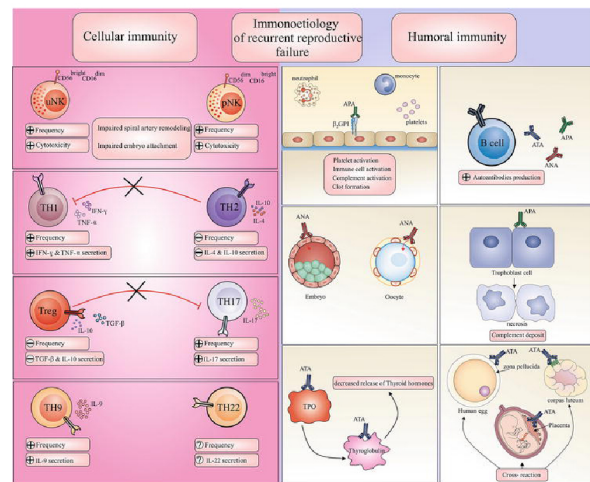 Cellular immunity
Immonoetiology
of recurrent reproductive
failure
Humoral immunity
CD56 bright CD16 dim
uNK
+ Frequency
+ Cytotoxicity
Impaired spiral artery remodeling
Impaired embryo attachment
CD56 dim CD16 bright
pNK
+ Frequency
+ Cytotoxicity
TH1
IFN-γ
TNF-α
+ Frequency
+ IFN-γ & TNF-α secretion
TH2
IL-10
IL-4
- Frequency
- IL-4 & IL-10 secretion
Treg
TGF-β
IL-10
- Frequency
- TGF-β & IL-10 secretion
TH17
IL-17
+ Frequency
+ IL-17 secretion
TH9
IL-9
+ Frequency
+ IL-9 secretion
TH22
? Frequency
? IL-22 secretion
neutrophil
monocyte
APA
β2GPI
platelets
Platelet activation
Immune cell activation
Complement activation
Clot formation
ANA
Embryo
ANA
Oocyte
ATA
TPO
decreased release of Thyroid hormones
ATA
Thyroglobulin
B cell
ATA
APA
ANA
+ Autoantibodies production
APA
Trophoblast cell
necrosis
Complement deposit
ATA
zona pellucida
Human egg
ATA
corpus luteum
ATA
Placenta
Cross- reaction